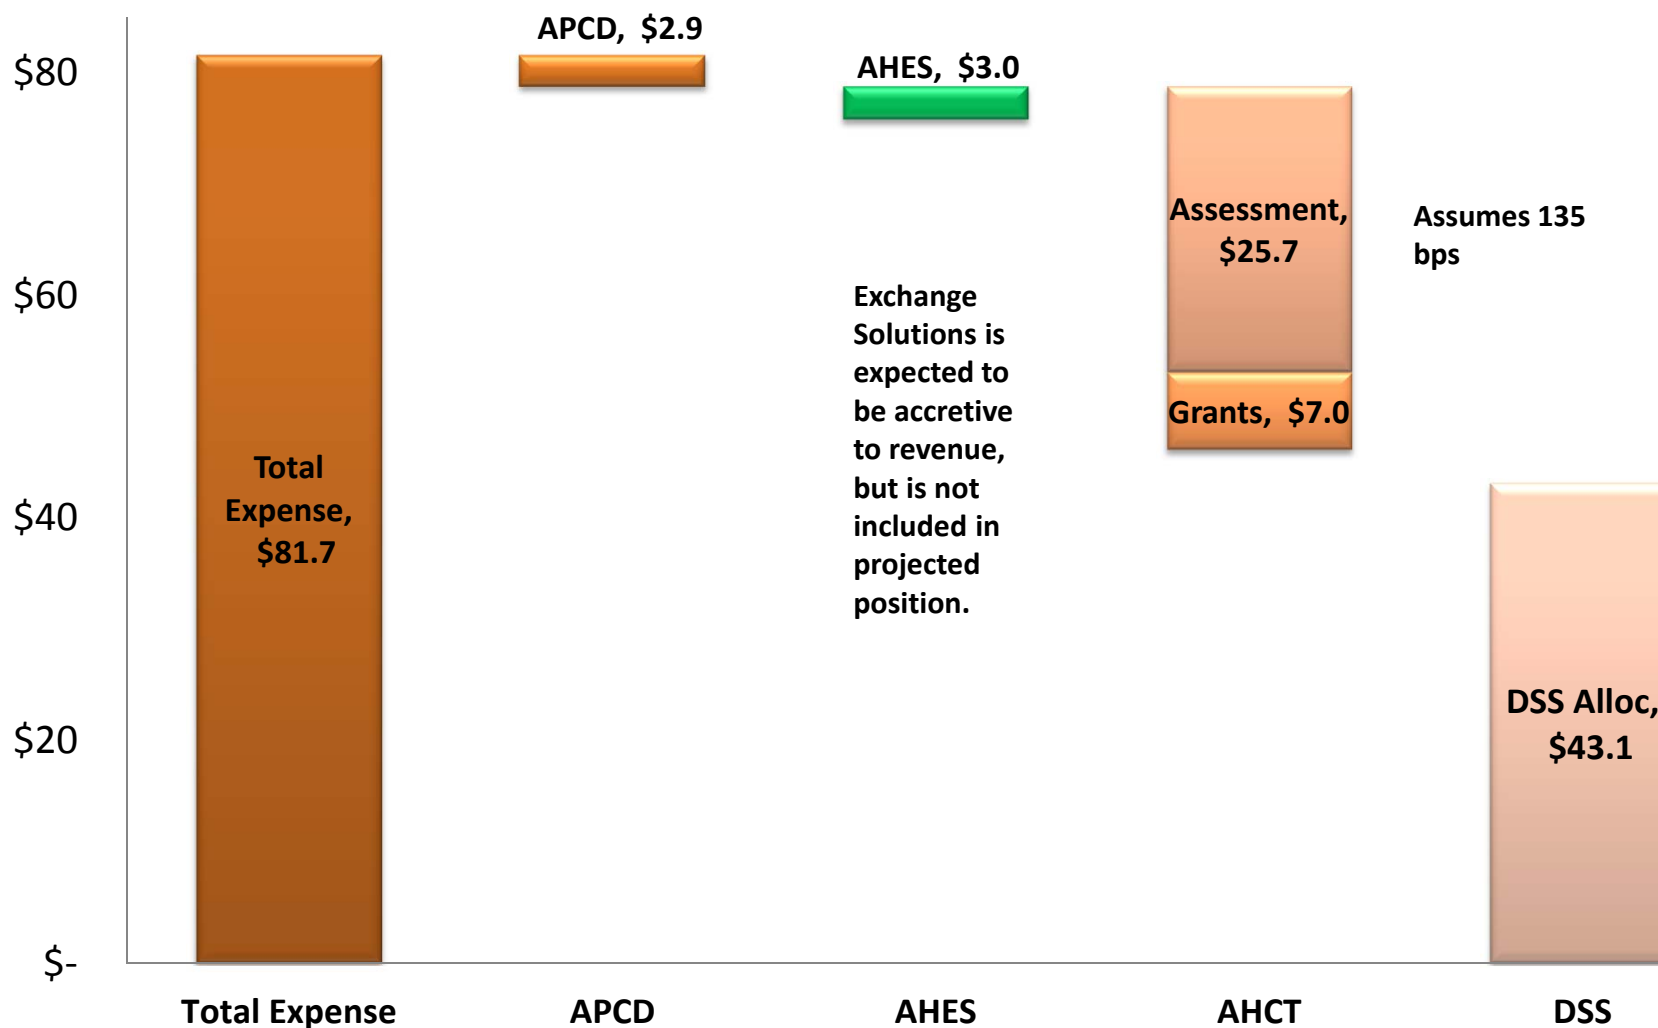 APCD, $2.9
$80
AHES, $3.0
Assessment,
$25.7
Assumes 135
bps
$60
Exchange
Solutions is
expected to
be accretive
to revenue,
but is not
included in
projected
position.
Grants, $7.0
Total
Expense,
$81.7
$40
DSS Alloc,
$43.1
$20
$-
Total Expense
APCD
AHES
AHCT
DSS